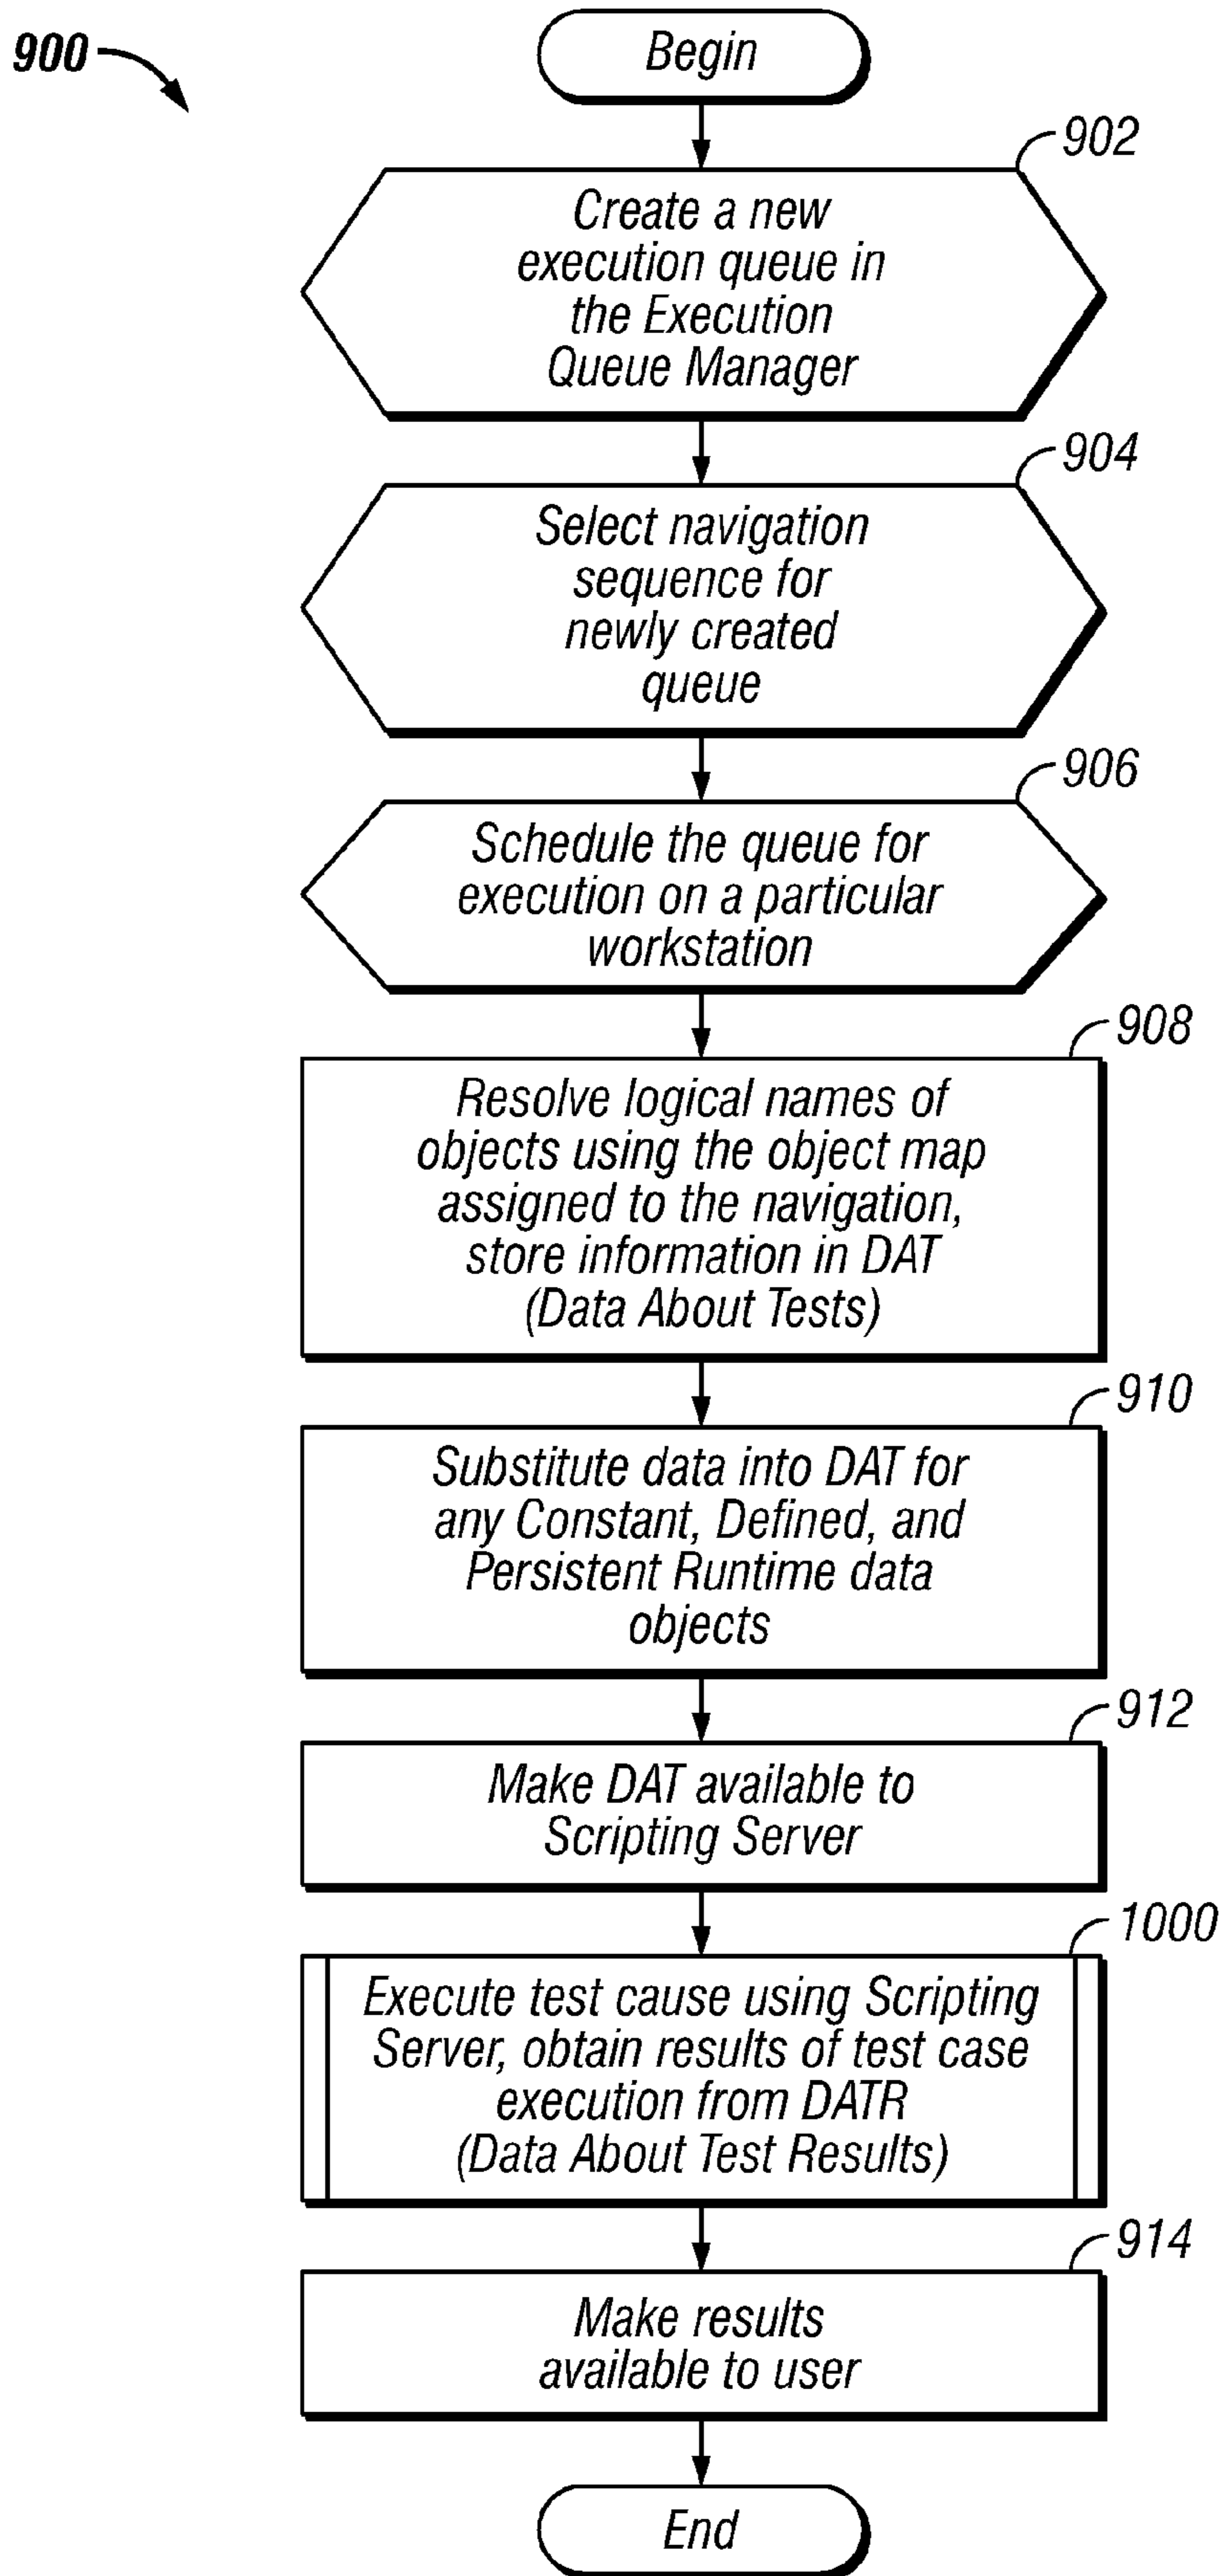 900
Begin
902
Create a new
execution queue in
the Execution
Queue Manager
904
Select navigation
sequence for
newly created
queue
906
Schedule the queue for
execution on a particular
workstation
908
Resolve logical names of
objects using the object map
assigned to the navigation,
store information in DAT
(Data About Tests)
910
Substitute data into DAT for
any Constant, Defined, and
Persistent Runtime data
objects
912
Make DAT available to
Scripting Server
1000
Execute test cause using Scripting
Server, obtain results of test case
execution from DATR
(Data About Test Results)
914
Make results
available to user
End